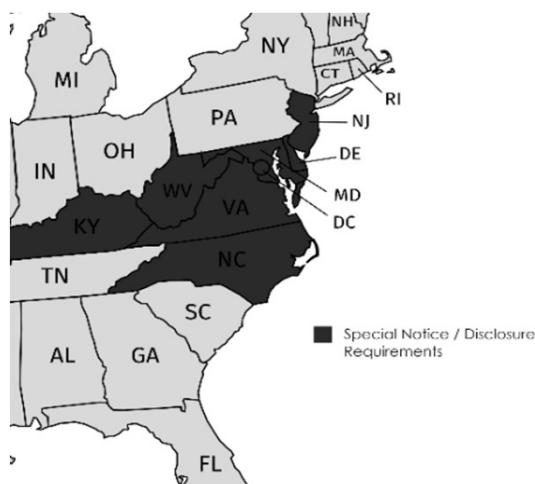 NH
NY
MA
MI
CT
RI
PA
NJ
OH
IN
DE
WV
MD
VA
KY
DC
NC
TN
SC
Special Notice / Disclosure
Requirements
AL
GA
FL